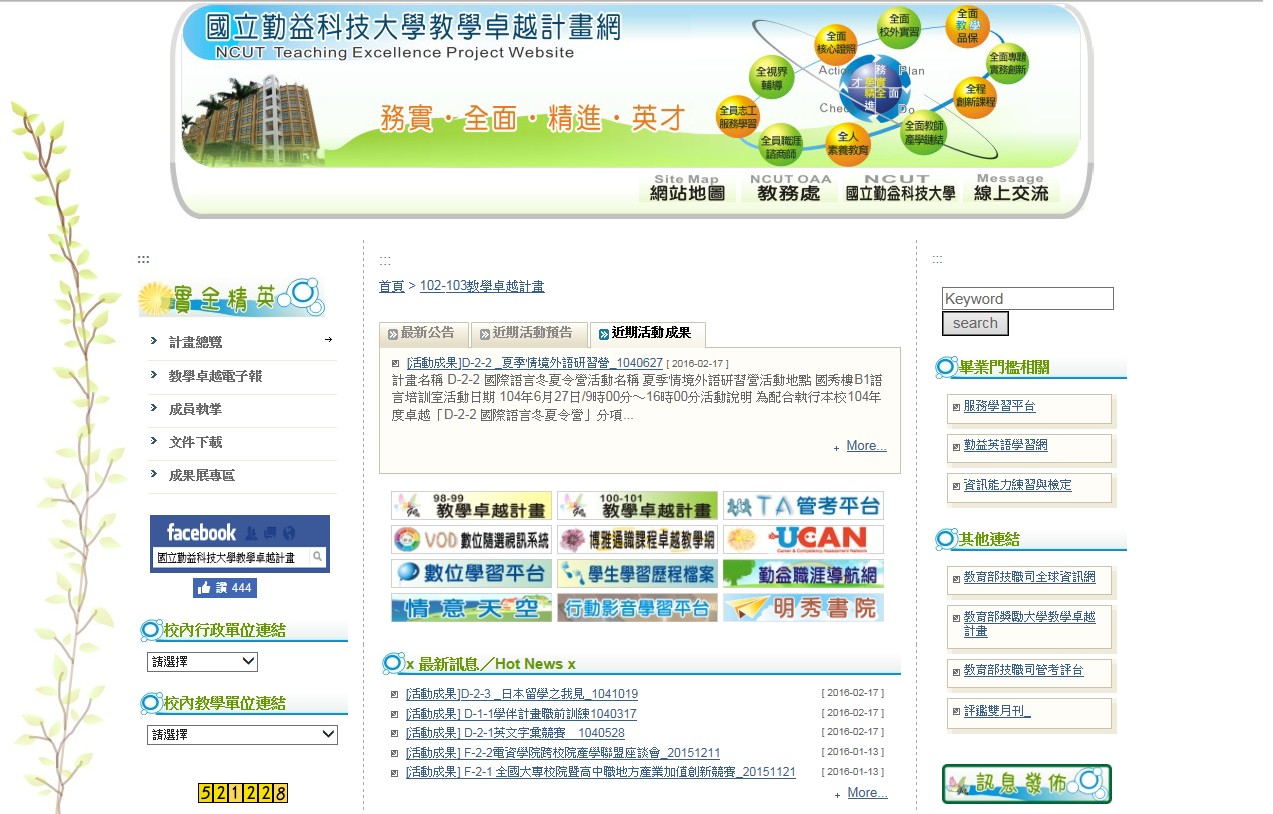 國立勤益科技大學教學卓越計畫網
NCUT Teaching Excellence Project Website
務實・全面・精進・英才
全面
核心證照
全面
校外實習
全面
教學
品保
全面專題
實務創新
全程
創新課程
全面教師
產學鏈結
全人
素養教育
全員職涯
諮商師
全員志工
服務學習
全視界
輔導
Action
Plan
Check
Do
Site Map
網站地圖
NCUT OAA
教務處
NCUT
國立勤益科技大學
Message
線上交流
:::
實全精英
計畫總覽
教學卓越電子報
成員執掌
文件下載
成果展專區
facebook
國立勤益科技大學教學卓越計畫
讚 444
校內行政單位連結
請選擇
校內教學單位連結
請選擇
521228
:::
首頁 > 102-103教學卓越計畫
最新公告
近期活動預告
近期活動成果
[活動成果]D-2-2 _夏季情境外語研習營_1040627 [ 2016-02-17 ]
計畫名稱 D-2-2 國際語言冬夏令營活動名稱 夏季情境外語研習營活動地點 國秀樓B1語
言培訓室活動日期 104年6月27日/9時00分～16時00分活動說明 為配合執行本校104年
度卓越「D-2-2 國際語言冬夏令營」分項...
More...
98-99
教學卓越計畫
100-101
教學卓越計畫
TA管考平台
VOD 數位隨選視訊系統
博雅通識課程卓越教學網
UCAN
Career & Competency Assessment Network
數位學習平台
學生學習歷程檔案
勤益職涯導航網
情意天空
行動影音學習平台
明秀書院
x 最新訊息／Hot News x
[活動成果]D-2-3 _日本留學之我見_1041019 [ 2016-02-17 ]
[活動成果] D-1-1學伴計畫職前訓練1040317 [ 2016-02-17 ]
[活動成果] D-2-1英文字彙競賽＿1040528 [ 2016-02-17 ]
[活動成果] F-2-2電資學院跨校院產學聯盟座談會_20151211 [ 2016-01-13 ]
[活動成果] F-2-1 全國大專校院暨高中職地方產業加值創新競賽_20151121 [ 2016-01-13 ]
More...
:::
Keyword
search
畢業門檻相關
服務學習平台
勤益英語學習網
資訊能力練習與檢定
其他連結
教育部技職司全球資訊網
教育部獎勵大學教學卓越
計畫
教育部技職司管考評台
評鑑雙月刊_
訊息發佈